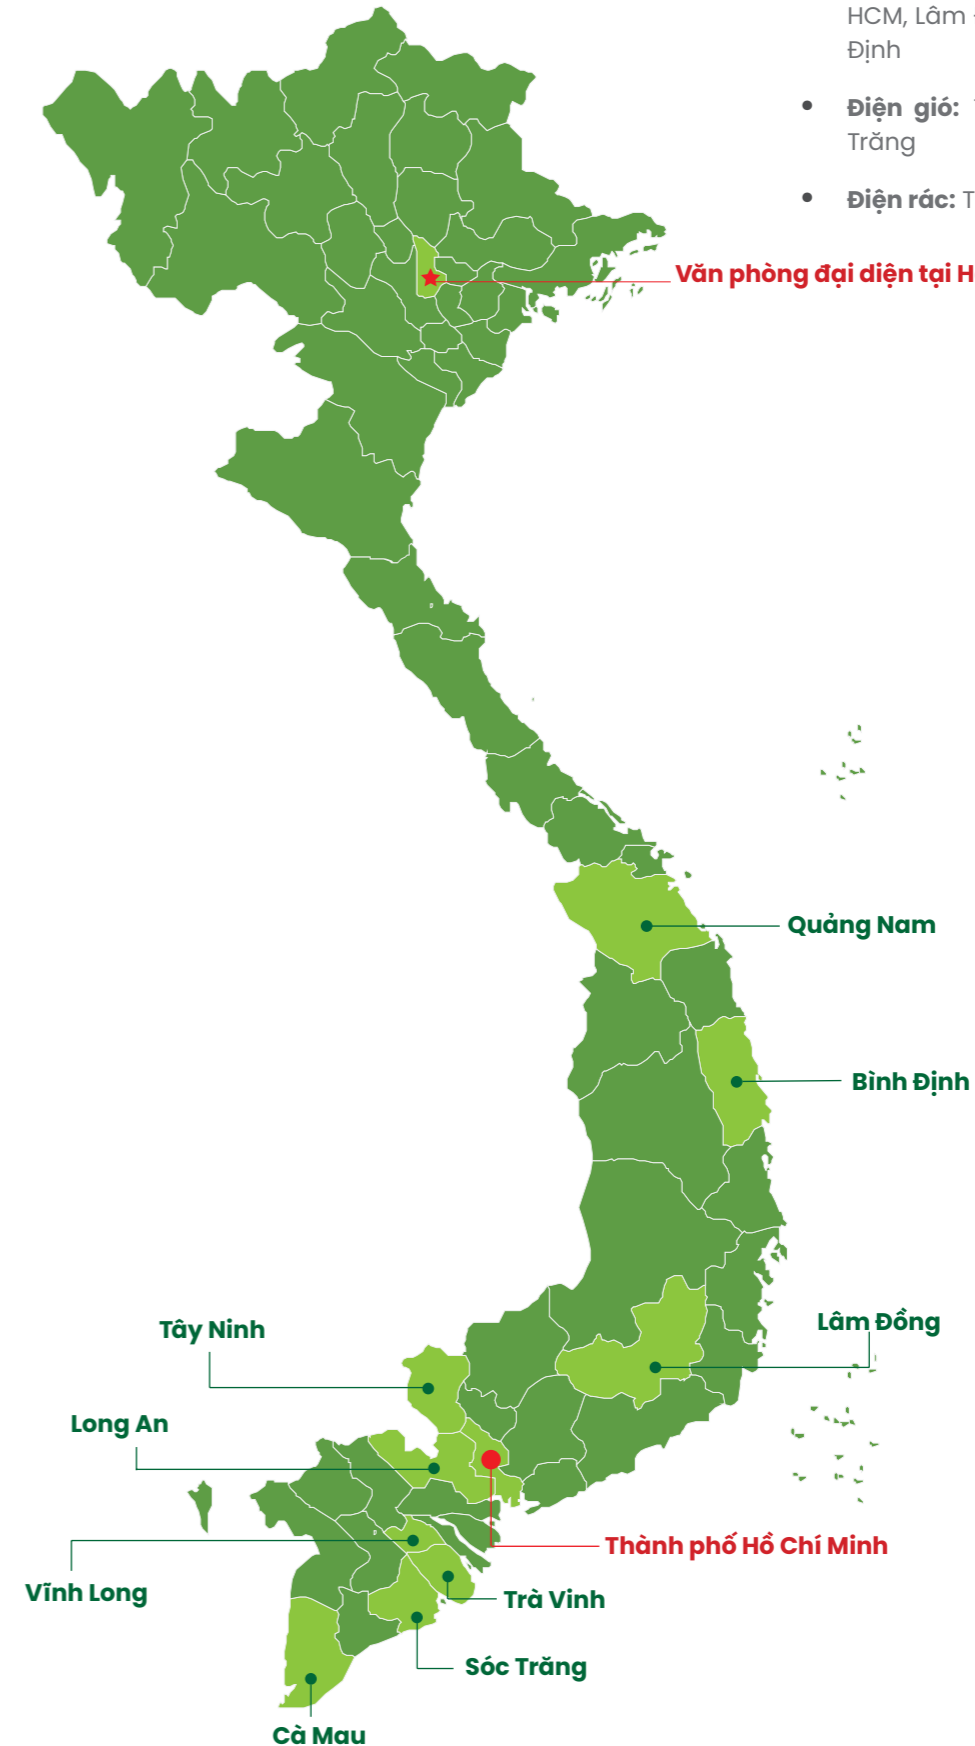 HCM, Lâm
Định
• Điện gió:
Trăng
• Điện rác: T
Văn phòng đại diện tại H
Quảng Nam
Bình Định
Lâm Đồng
Tây Ninh
Long An
Thành phố Hồ Chí Minh
Vĩnh Long
Trà Vinh
Sóc Trăng
Cà Mau